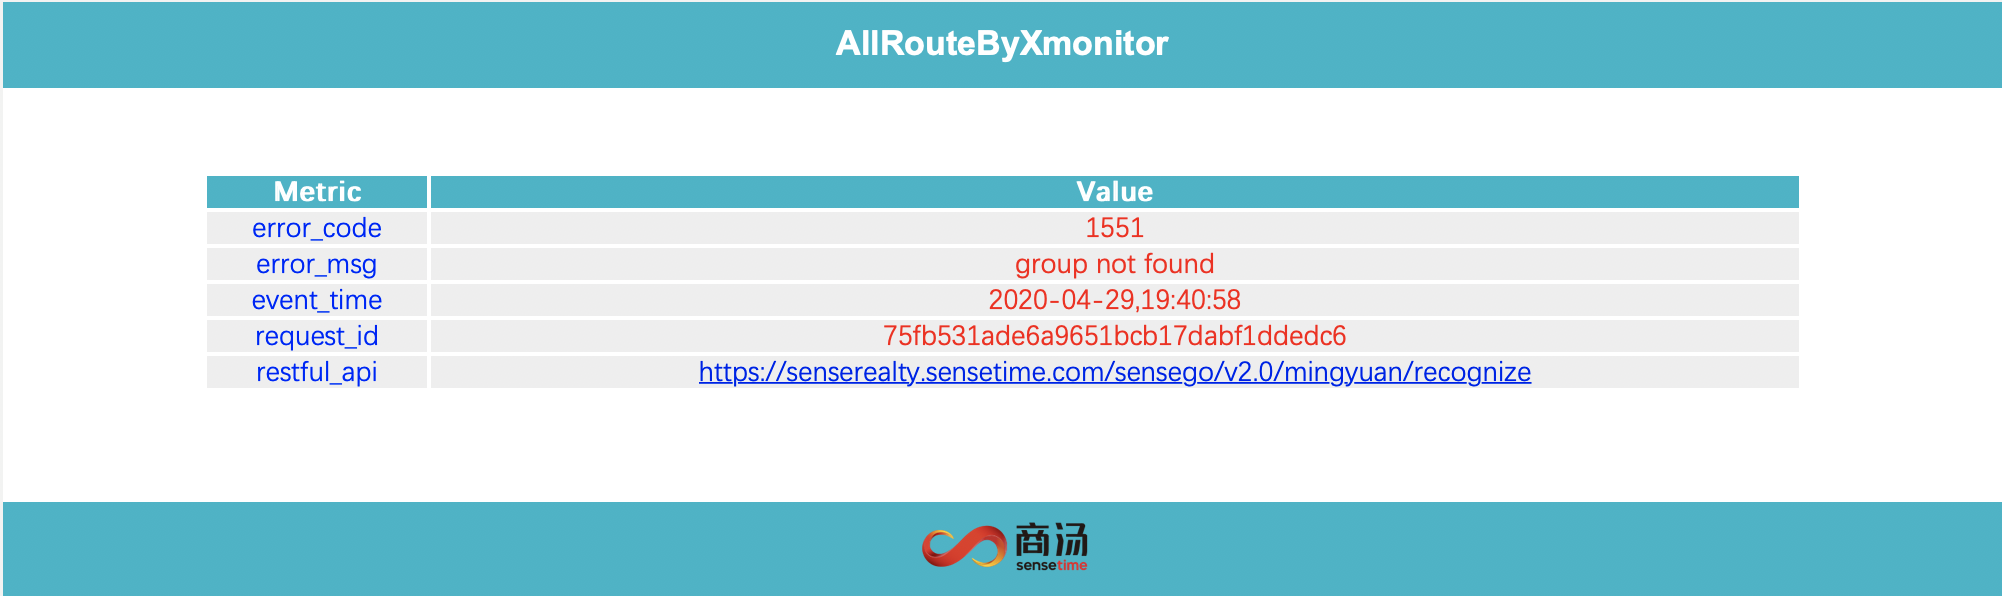 AllRouteByXmonitor
Metric Value
error_code 1551
error_msg group not found
event_time 2020-04-29,19:40:58
request_id 75fb531ade6a9651bcb17dabf1ddedc6
restful_api https://senserealty.sensetime.com/sensego/v2.0/mingyuan/recognize
商汤
sensetime